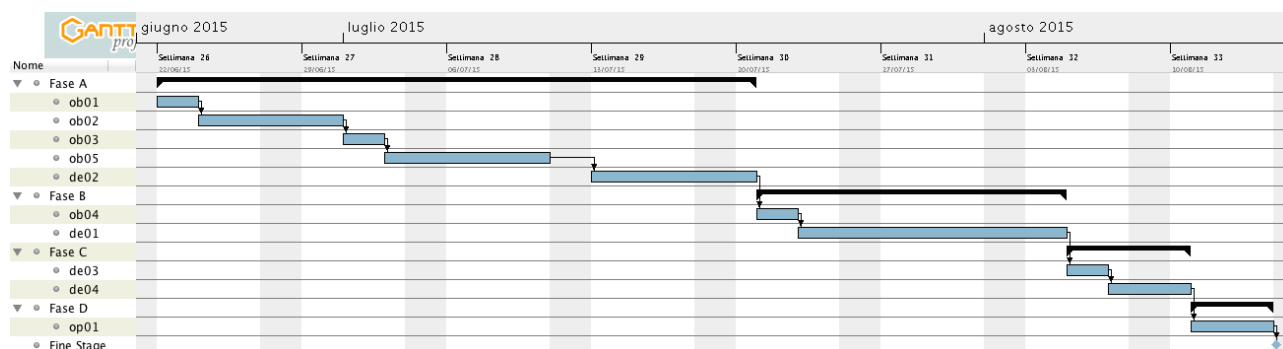 GANTT
proj
giugno 2015
luglio 2015
agosto 2015
Nome
Settimana 26
Settimana 27
Settimana 28
Settimana 29
Settimana 30
Settimana 31
Settimana 32
Settimana 33
22/06/15
29/06/15
06/07/15
13/07/15
20/07/15
27/07/15
03/08/15
10/08/15
Fase A
ob01
ob02
ob03
ob05
de02
Fase B
ob04
de01
Fase C
de03
de04
Fase D
op01
Fine Stage